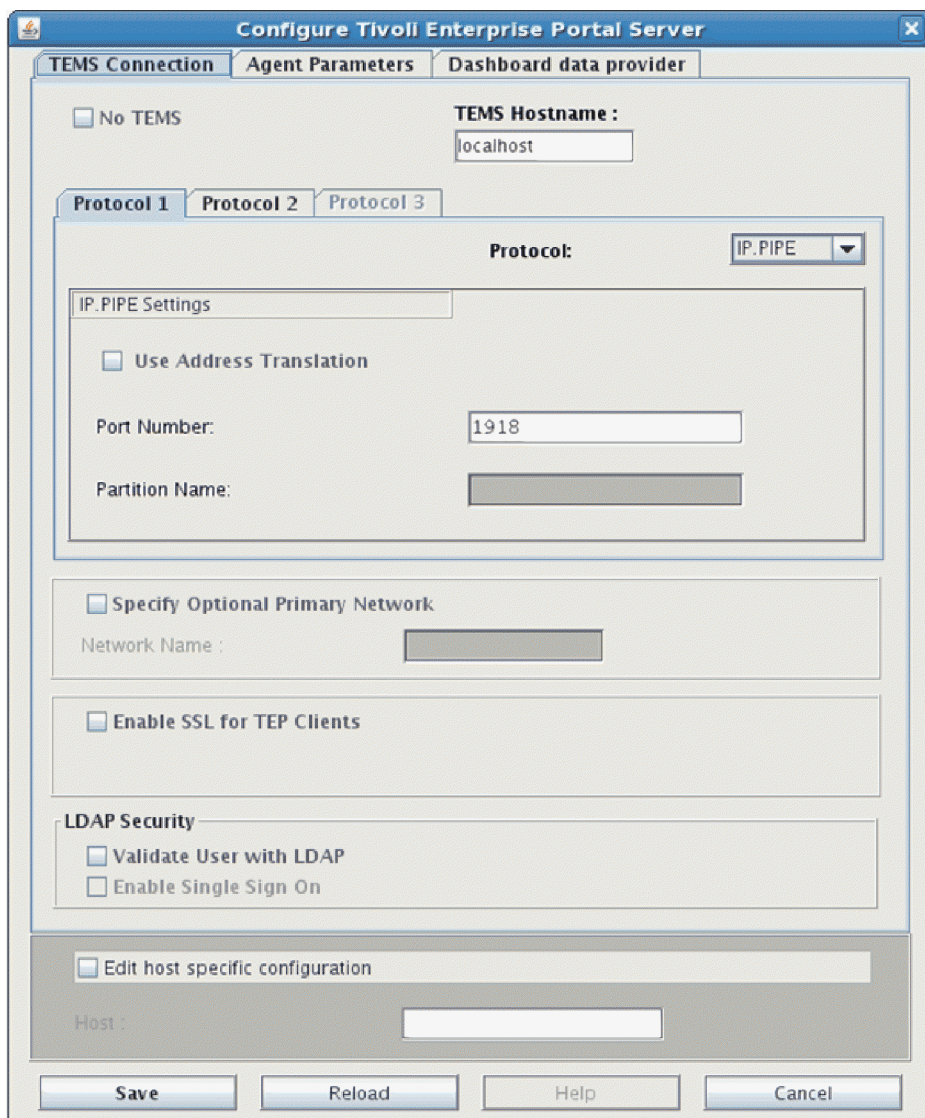 Configure Tivoli Enterprise Portal Server
TEMS Connection
Agent Parameters
Dashboard data provider
No TEMS
TEMS Hostname :
localhost
Protocol 1
Protocol 2
Protocol 3
Protocol:
IP.PIPE
IP.PIPE Settings
Use Address Translation
Port Number:
1918
Partition Name:
Specify Optional Primary Network
Network Name :
Enable SSL for TEP Clients
LDAP Security
Validate User with LDAP
Enable Single Sign On
Edit host specific configuration
Host :
Save
Reload
Help
Cancel